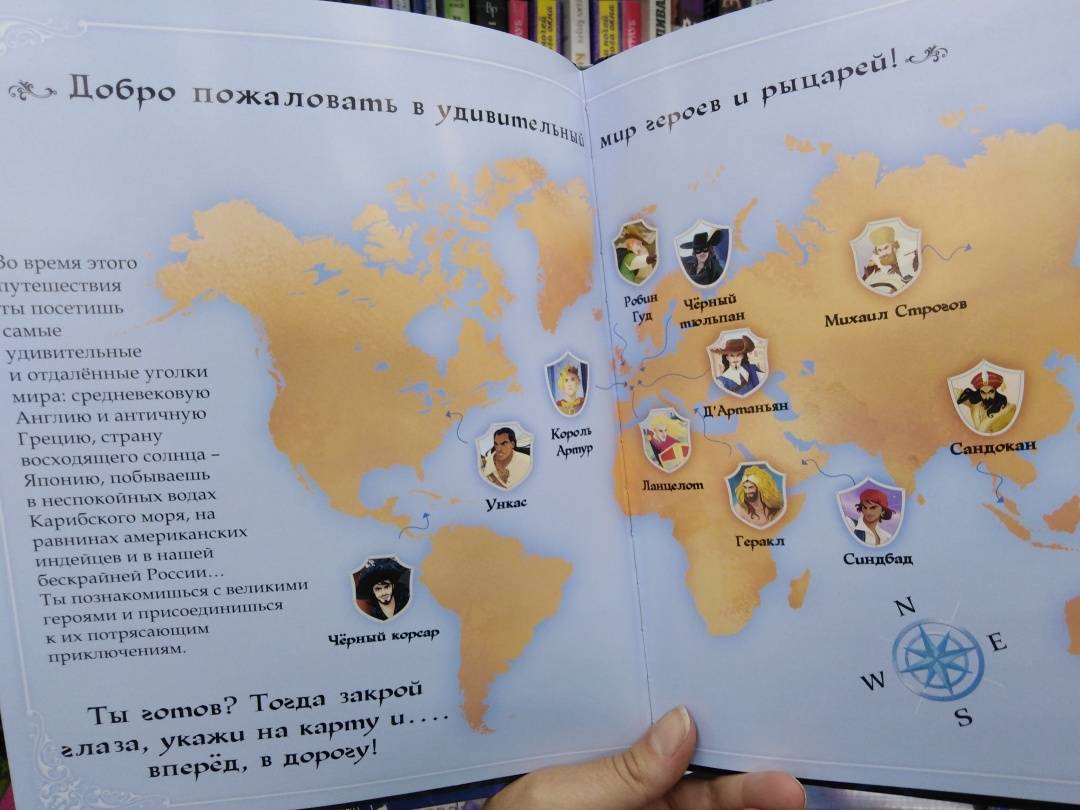 Добро пожаловать в удивительный мир героев и рыцарей!
Во время этого
путешествия
ты посетишь
самые
удивительные
и отдалённые уголки
мира: средневековую
Англию и античную
Грецию, страну
восходящего солнца –
Японию, побываешь
в неспокойных водах
Карибского моря, на
равнинах американских
индейцев и в нашей
бескрайней России...
Ты познакомишься с великими
героями и присоединишься
к их потрясающим
приключениям.
Ты готов? Тогда закрой
глаза, укажи на карту и....
вперёд, в дорогу!
Робин
Гуд
Чёрный
тюльпан
Михаил Строгов
Король
Артур
Д'Артаньян
Сандокан
Ункас
Ланцелот
Геракл
Синдбад
Чёрный корсар
N
E
W
S